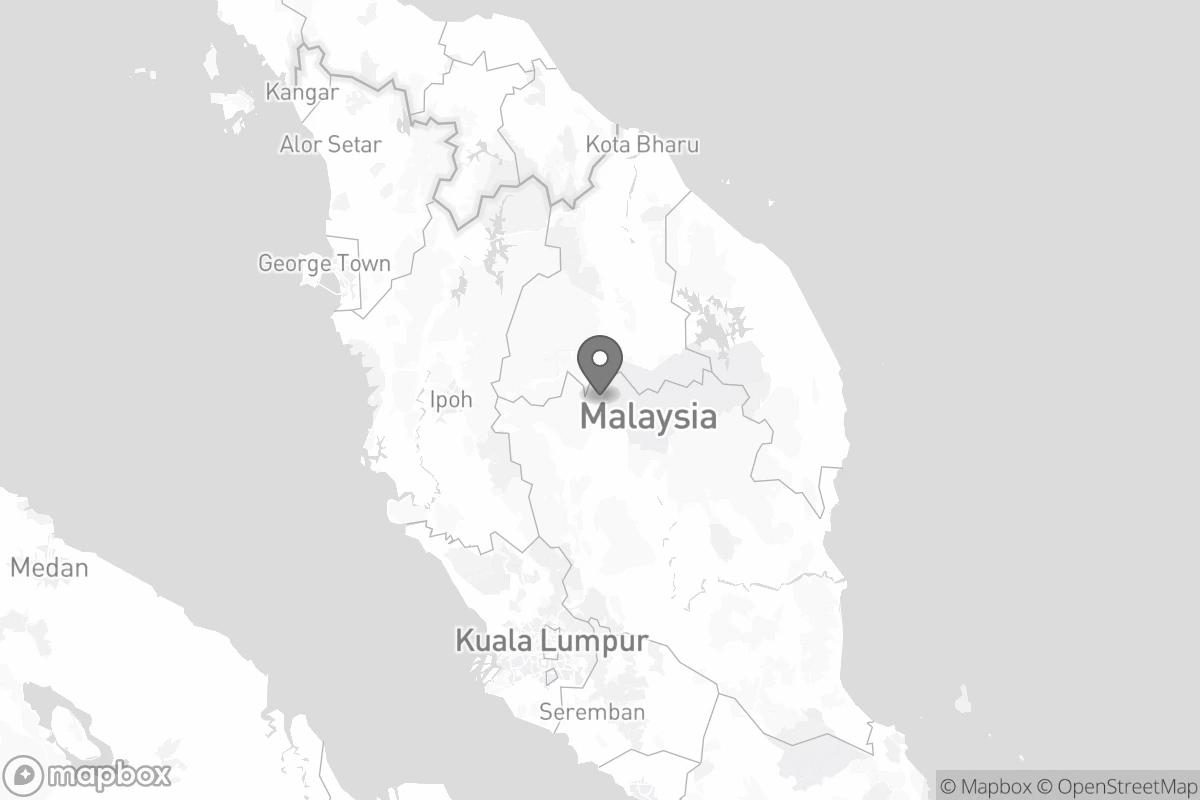 Kangar
Alor Setar
Kota Bharu
George Town
Ipoh
Malaysia
Medan
Kuala Lumpur
Seremban
mapbox
© Mapbox © OpenStreetMap